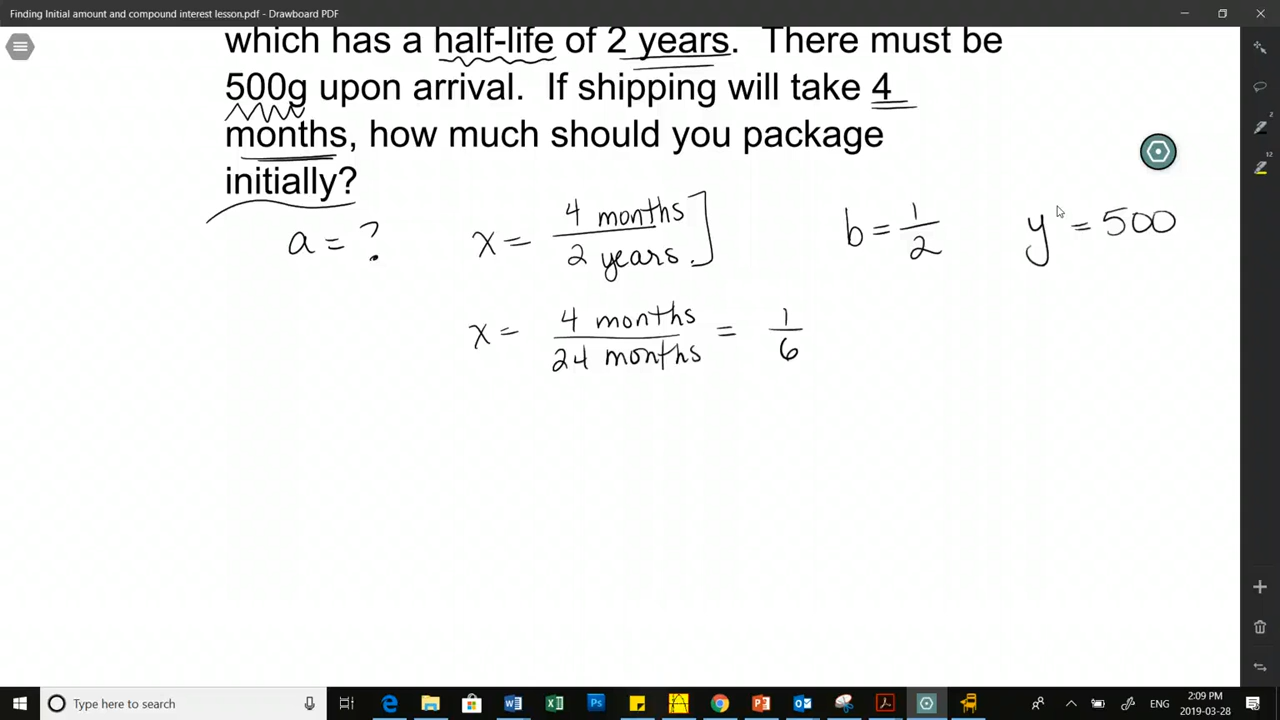 Finding Initial amount and compound interest lesson.pdf - Drawboard PDF
which has a half-life of 2 years. There must be
500g upon arrival. If shipping will take 4
months, how much should you package
initially?
a = ?
x = 4 months / 2 years
b = 1/2
y = 500
x = 4 months / 24 months = 1/6
2
12
Type here to search
ENG
2:09 PM
2019-03-28